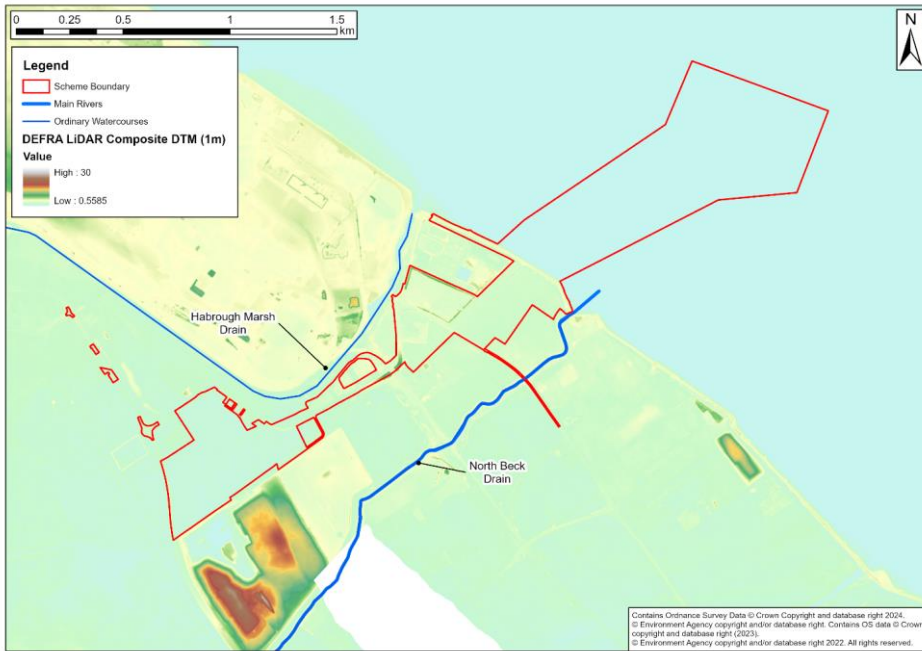 0 0.25 0.5 1 1.5
km
N
Legend
Scheme Boundary
Main Rivers
Ordinary Watercourses
DEFRA LiDAR Composite DTM (1m)
Value
High : 30
Low : 0.5585
Habrough Marsh
Drain
North Beck
Drain
Contains Ordnance Survey Data © Crown Copyright and database right 2024.
© Environment Agency copyright and/or database right. Contains OS data © Crown
copyright and database right (2023).
© Environment Agency copyright and/or database right 2022. All rights reserved.